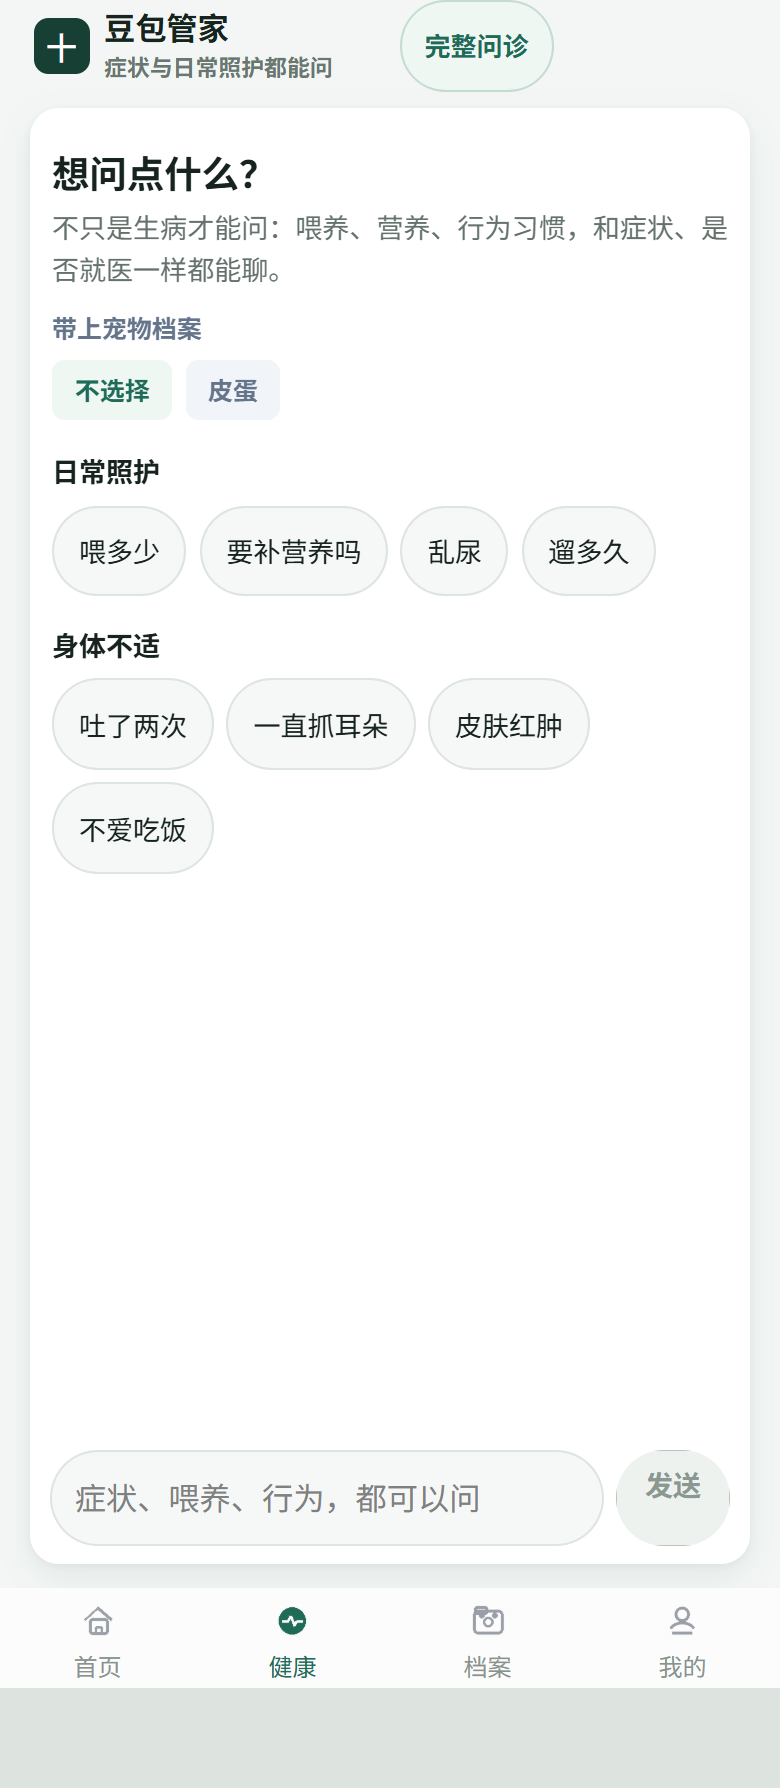 豆包管家
症状与日常照护都能问
完整问诊
想问点什么？
不只是生病才能问：喂养、营养、行为习惯，和症状、是
否就医一样都能聊。
带上宠物档案
不选择 皮蛋
日常照护
喂多少 要补营养吗 乱尿 遛多久
身体不适
吐了两次 一直抓耳朵 皮肤红肿
不爱吃饭
症状、喂养、行为，都可以问 发送
首页 健康 档案 我的